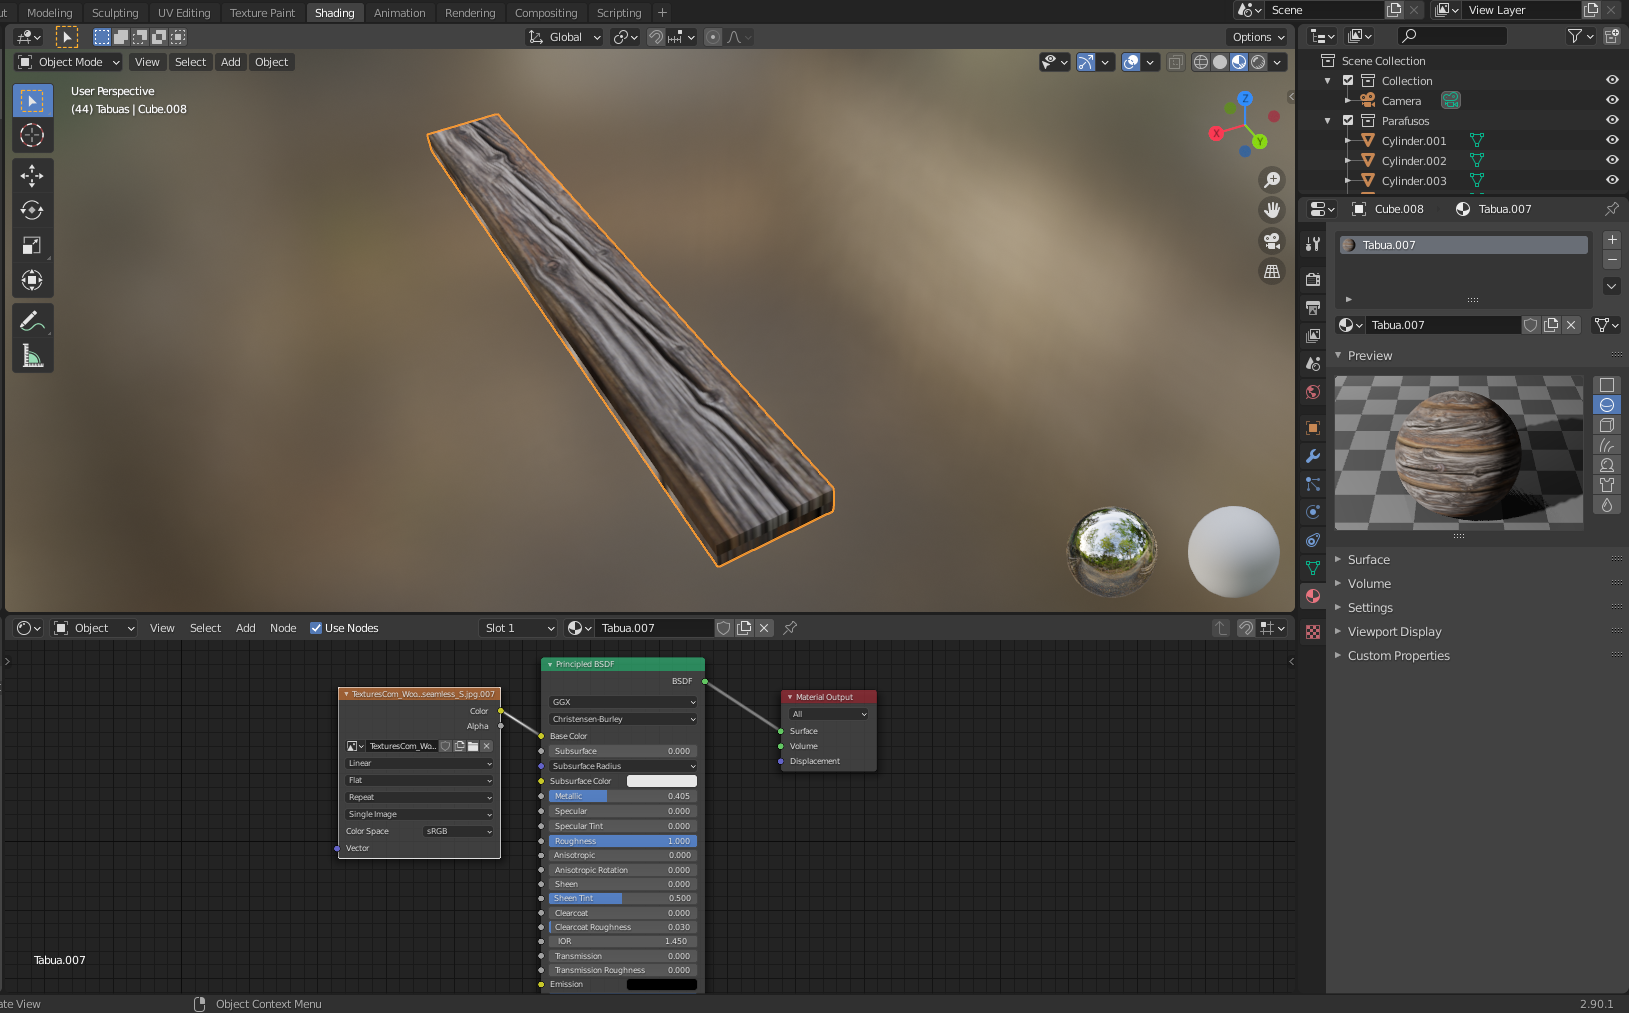 ut Modeling Sculpting UV Editing Texture Paint Shading Animation Rendering Compositing Scripting +
Scene
View Layer
Global
Options
Object Mode View Select Add Object
User Perspective
(44) Tabuas | Cube.008
Z
X
Y
Scene Collection
Collection
Camera
Parafusos
Cylinder.001
Cylinder.002
Cylinder.003
Cube.008 Tabua.007
Tabua.007
Tabua.007
Preview
Surface
Volume
Settings
Viewport Display
Custom Properties
Object View Select Add Node Use Nodes Slot 1 Tabua.007
TexturesCom_Woo..seamless_S.jpg.007
Color
Alpha
TexturesCom_Wo..
Linear
Flat
Repeat
Single Image
Color Space sRGB
Vector
Principled BSDF
BSDF
GGX
Christensen-Burley
Base Color
Subsurface 0.000
Subsurface Radius
Subsurface Color
Metallic 0.405
Specular 0.000
Specular Tint 0.000
Roughness 1.000
Anisotropic 0.000
Anisotropic Rotation 0.000
Sheen 0.000
Sheen Tint 0.500
Clearcoat 0.000
Clearcoat Roughness 0.030
IOR 1.450
Transmission 0.000
Transmission Roughness 0.000
Emission
Material Output
All
Surface
Volume
Displacement
Tabua.007
ate View
Object Context Menu
2.90.1